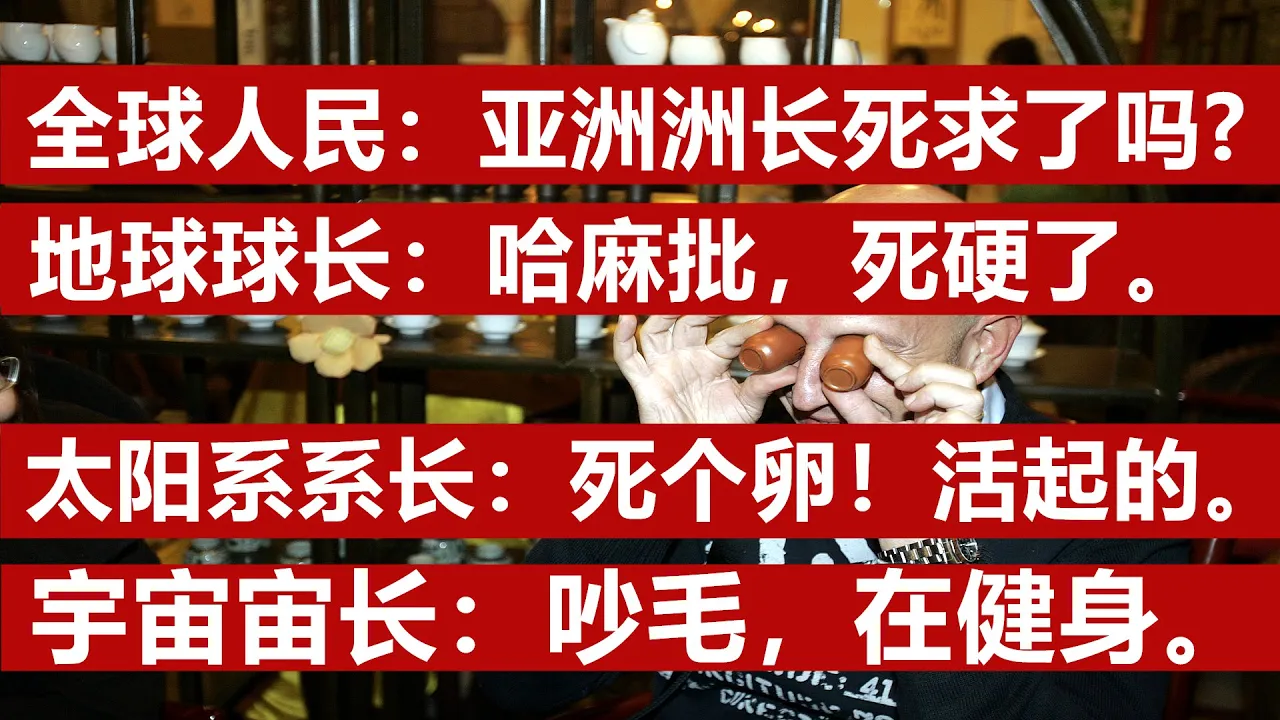 全球人民：亚洲洲长死求了吗？
地球球长：哈麻批，死硬了。
太阳系系长：死个卵！活起的。
宇宙宙长：吵毛，在健身。
41